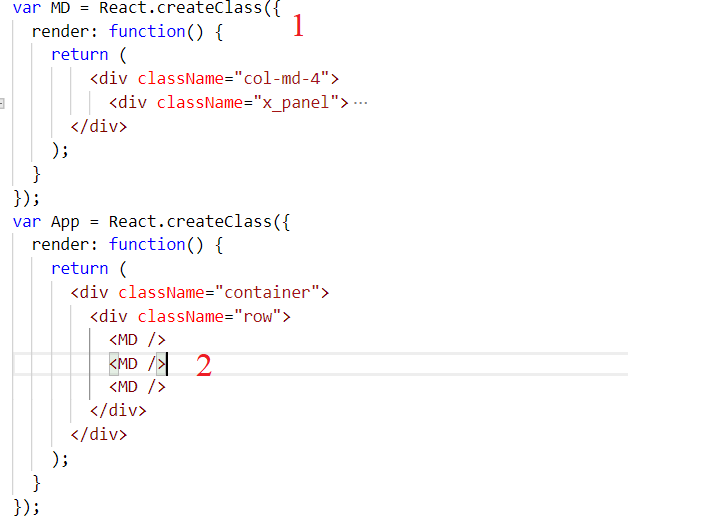 var MD = React.createClass({ 1
render: function() {
return (
<div className="col-md-4">
<div className="x_panel">⋯
</div>
);
}
});
var App = React.createClass({
render: function() {
return (
<div className="container">
<div className="row">
<MD />
<MD /> 2
<MD />
</div>
</div>
);
}
});